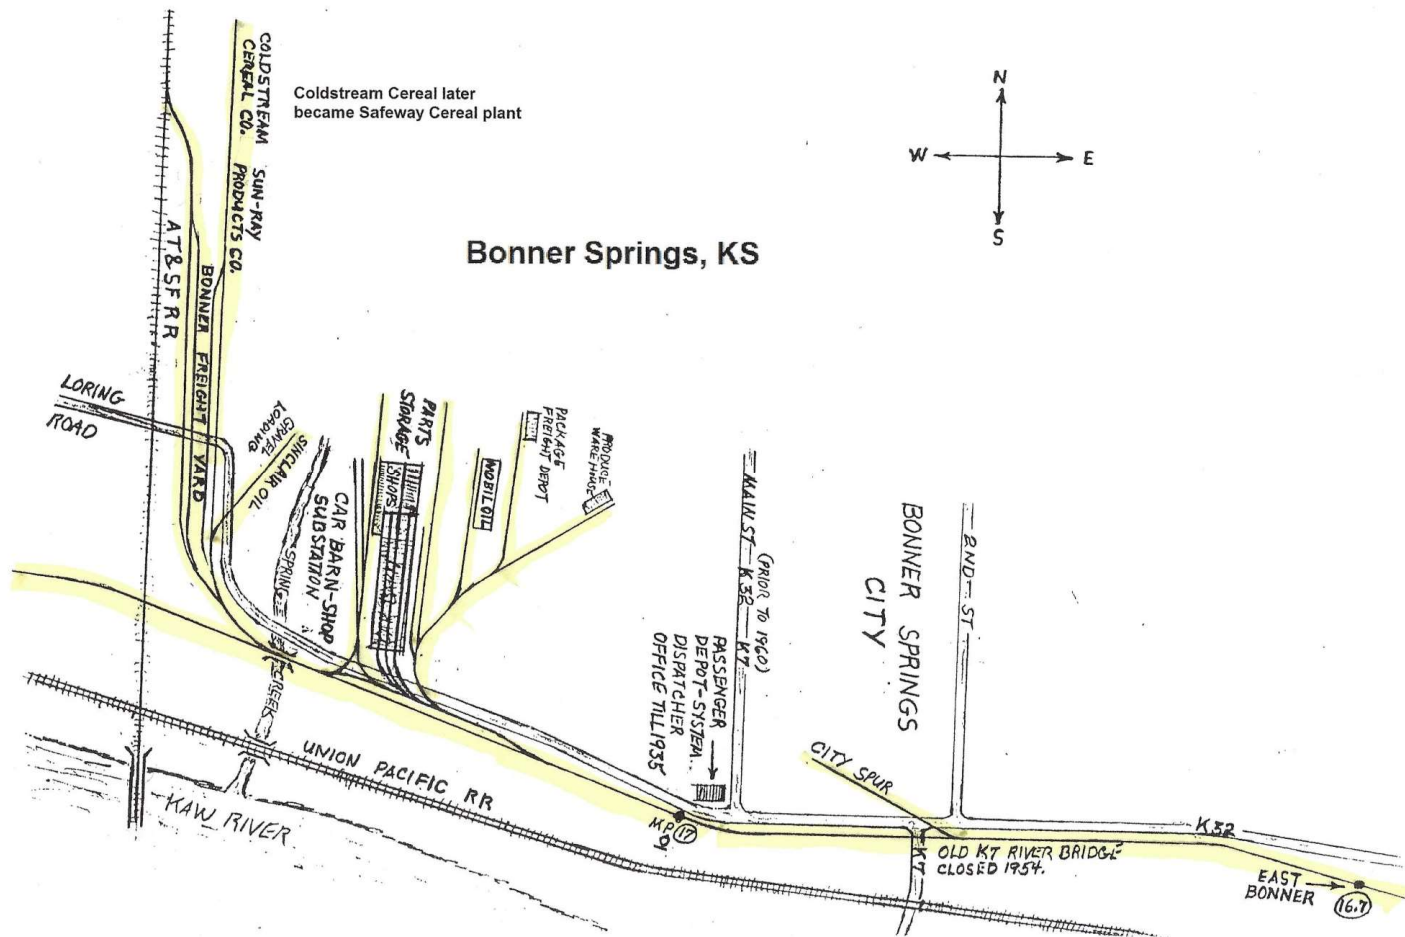 COLDSTREAM
CEREAL CO.
SUN-RAY
PRODUCTS CO.
Coldstream Cereal later
became Safeway Cereal plant
N
W
E
S
Bonner Springs, KS
AT&SFRR
BONNER FREIGHT YARD
LORING
ROAD
GRAVEL
LOADING
SINCLAIR OIL
SPRING
CREEK
CAR BARN-SHOP
SUBSTATION
PARTS
STORAGE
SHOPS
MOBIL OIL
PACKAGE
FREIGHT DEPOT
PRODUCE
WAREHOUSE
MAIN ST - K32 - K7
(PRIOR TO 1960)
PASSENGER
DEPOT-SYSTEM
DISPATCHER
OFFICE TILL 1935
BONNER SPRINGS
CITY
2ND ST
CITY SPUR
UNION PACIFIC RR
KAW RIVER
MP 17
K7
OLD K7 RIVER BRIDGE
CLOSED 1954.
K32
EAST
BONNER
16.7